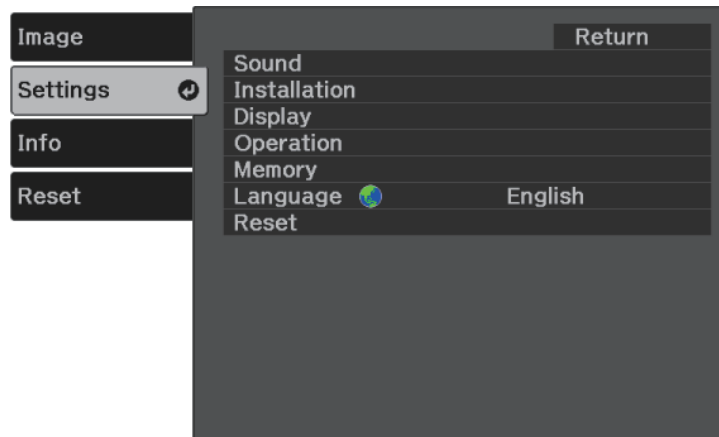 Image
Settings
Info
Reset
Return
Sound
Installation
Display
Operation
Memory
Language English
Reset